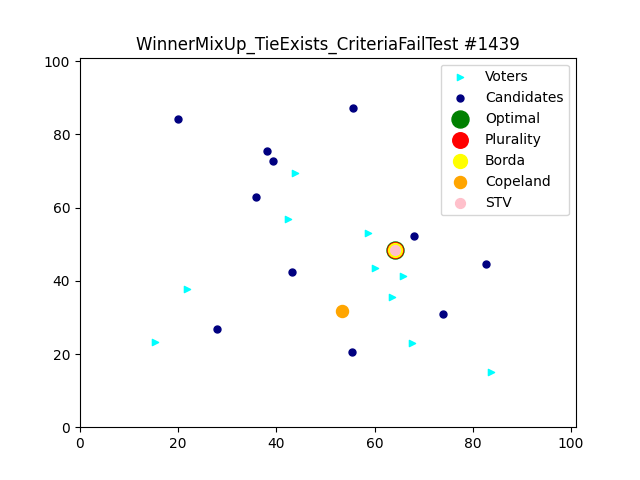 WinnerMixUp_TieExists_CriteriaFailTest #1439
100
80
60
40
20
0
0 20 40 60 80 100
Voters
Candidates
Optimal
Plurality
Borda
Copeland
STV